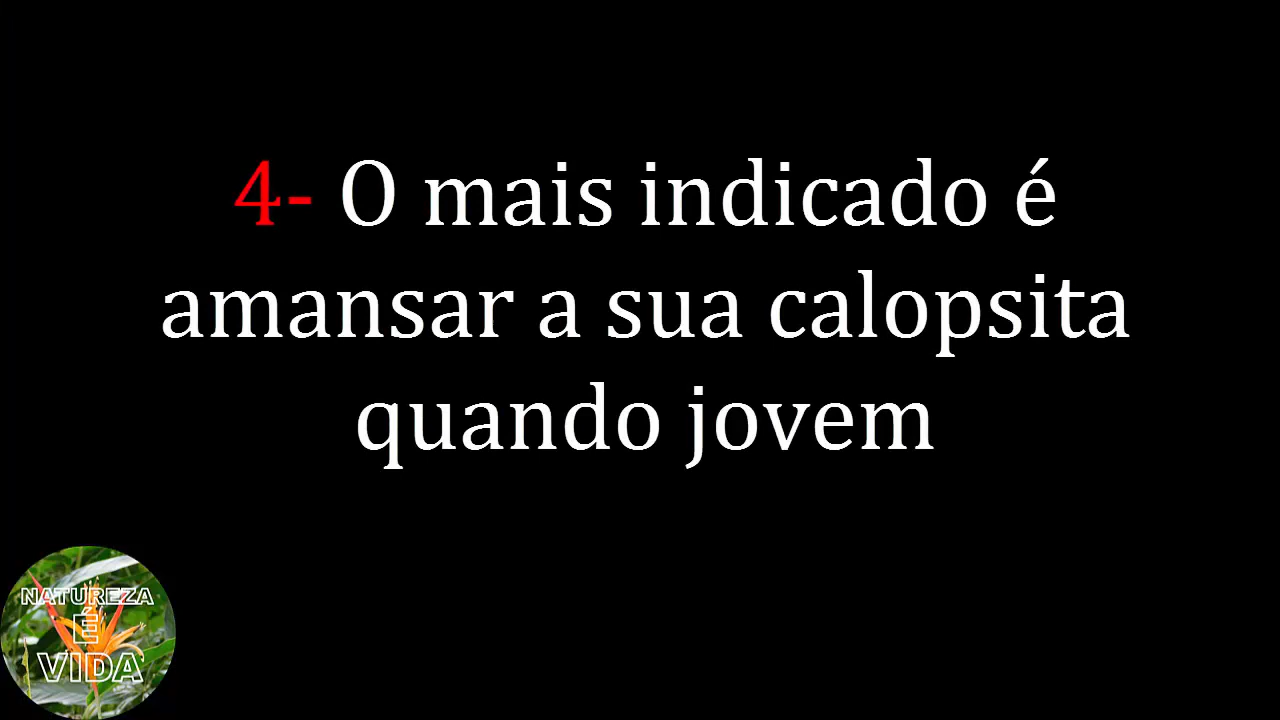 4- O mais indicado é
amansar a sua calopsita
quando jovem
NATUREZA
É
VIDA